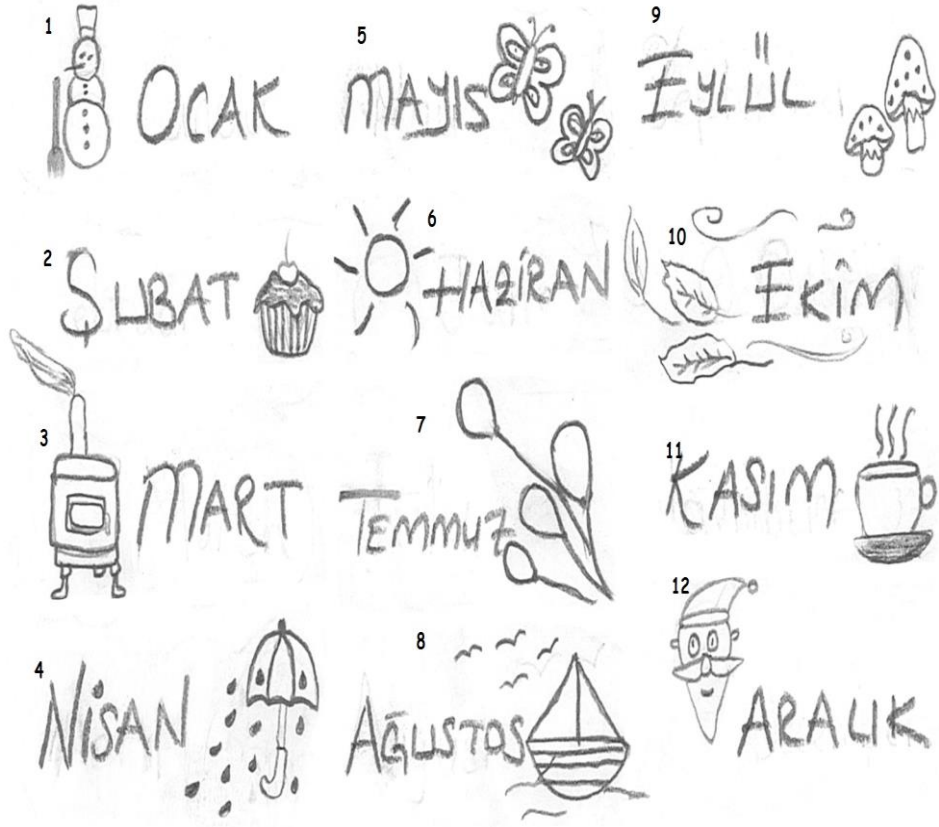 1 OCAK
2 ŞUBAT
3 MART
4 NİSAN
5 MAYIS
6 HAZİRAN
7 TEMMUZ
8 AĞUSTOS
9 EYLÜL
10 EKİM
11 KASIM
12 ARALIK